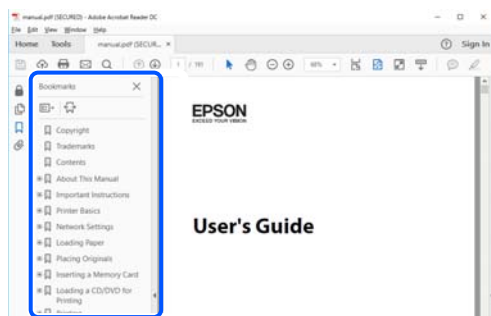 manual.pdf (SECURED) - Adobe Acrobat Reader DC
File Edit View Window Help
Home Tools manual.pdf (SECUR... × Sign In
1 / 191
Bookmarks ×
EPSON
EXCEED YOUR VISION
Copyright
Trademarks
Contents
About This Manual
Important Instructions
Printer Basics
Network Settings
Loading Paper
Placing Originals
Inserting a Memory Card
Loading a CD/DVD for
Printing
User's Guide